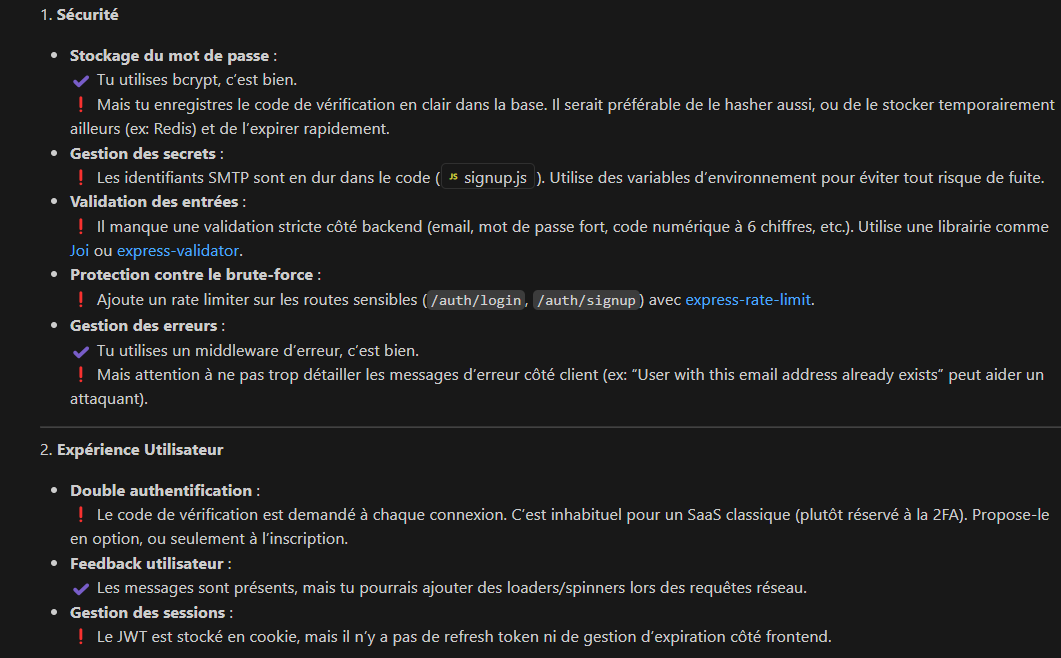 1. Sécurité
• Stockage du mot de passe :
✔ Tu utilises bcrypt, c’est bien.
❗ Mais tu enregistres le code de vérification en clair dans la base. Il serait préférable de le hasher aussi, ou de le stocker temporairement
ailleurs (ex: Redis) et de l’expirer rapidement.
• Gestion des secrets :
❗ Les identifiants SMTP sont en dur dans le code ( JS signup.js ). Utilise des variables d’environnement pour éviter tout risque de fuite.
• Validation des entrées :
❗ Il manque une validation stricte côté backend (email, mot de passe fort, code numérique à 6 chiffres, etc.). Utilise une librairie comme
Joi ou express-validator.
• Protection contre le brute-force :
❗ Ajoute un rate limiter sur les routes sensibles ( /auth/login , /auth/signup ) avec express-rate-limit.
• Gestion des erreurs :
✔ Tu utilises un middleware d’erreur, c’est bien.
❗ Mais attention à ne pas trop détailler les messages d’erreur côté client (ex: “User with this email address already exists” peut aider un
attaquant).
2. Expérience Utilisateur
• Double authentification :
❗ Le code de vérification est demandé à chaque connexion. C’est inhabituel pour un SaaS classique (plutôt réservé à la 2FA). Propose-le
en option, ou seulement à l’inscription.
• Feedback utilisateur :
✔ Les messages sont présents, mais tu pourrais ajouter des loaders/spinners lors des requêtes réseau.
• Gestion des sessions :
❗ Le JWT est stocké en cookie, mais il n’y a pas de refresh token ni de gestion d’expiration côté frontend.